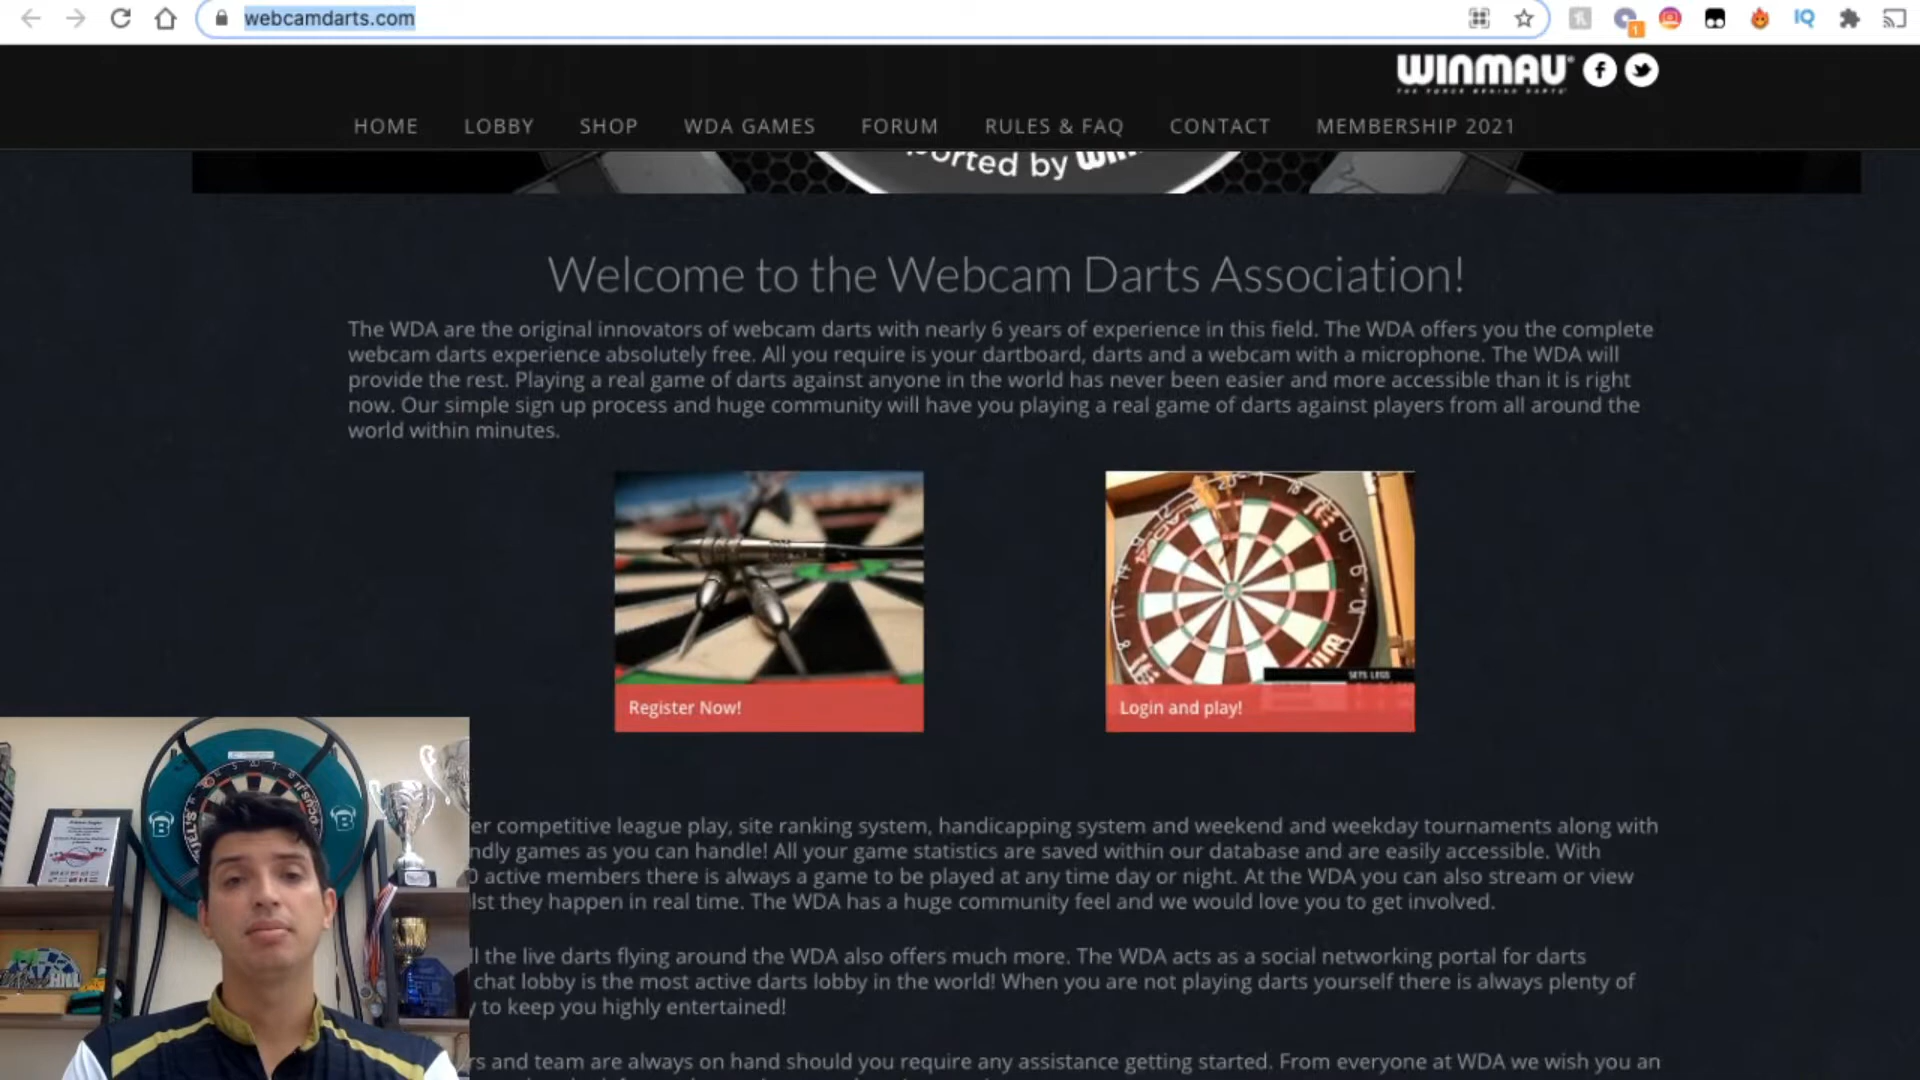 webcamdarts.com
1
IQ
WINMAU
THE FORCE BEHIND DARTS
HOME LOBBY SHOP WDA GAMES FORUM RULES & FAQ CONTACT MEMBERSHIP 2021
orted by
Welcome to the Webcam Darts Association!
The WDA are the original innovators of webcam darts with nearly 6 years of experience in this field. The WDA offers you the complete
webcam darts experience absolutely free. All you require is your dartboard, darts and a webcam with a microphone. The WDA will
provide the rest. Playing a real game of darts against anyone in the world has never been easier and more accessible than it is right
now. Our simple sign up process and huge community will have you playing a real game of darts against players from all around the
world within minutes.
SETS LEGS
Register Now!
Login and play!
er competitive league play, site ranking system, handicapping system and weekend and weekday tournaments along with
ndly games as you can handle! All your game statistics are saved within our database and are easily accessible. With
0 active members there is always a game to be played at any time day or night. At the WDA you can also stream or view
lst they happen in real time. The WDA has a huge community feel and we would love you to get involved.
ll the live darts flying around the WDA also offers much more. The WDA acts as a social networking portal for darts
chat lobby is the most active darts lobby in the world! When you are not playing darts yourself there is always plenty of
y to keep you highly entertained!
rs and team are always on hand should you require any assistance getting started. From everyone at WDA we wish you an